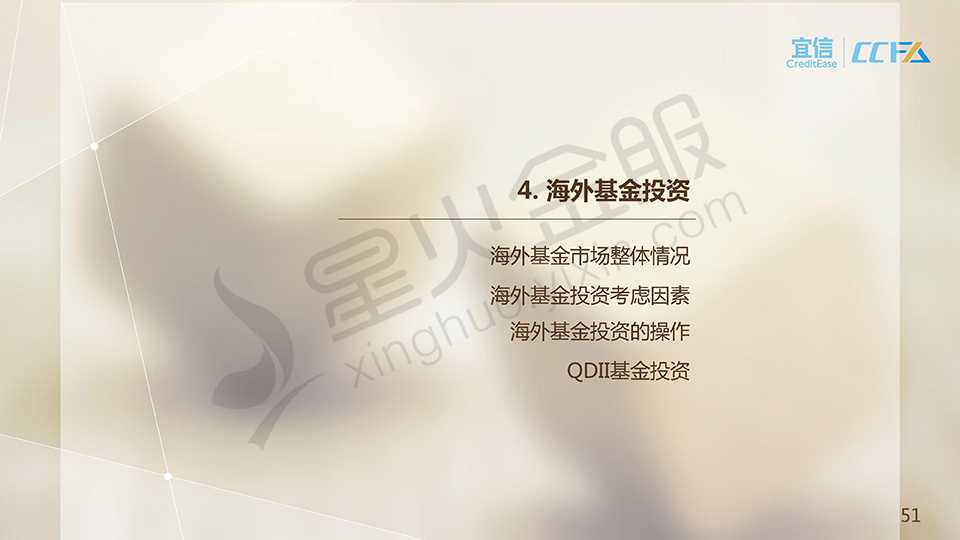 宜信
CreditEase
CCFA
星火金服
xinghuoyixin.com
4. 海外基金投资
海外基金市场整体情况
海外基金投资考虑因素
海外基金投资的操作
QDII基金投资
51